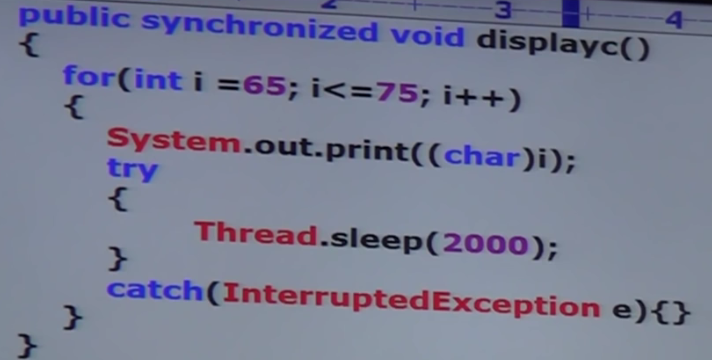 2 3 4
public synchronized void displayc()
{
for(int i =65; i<=75; i++)
{
System.out.print((char)i);
try
{
Thread.sleep(2000);
}
catch(InterruptedException e){}
}
}